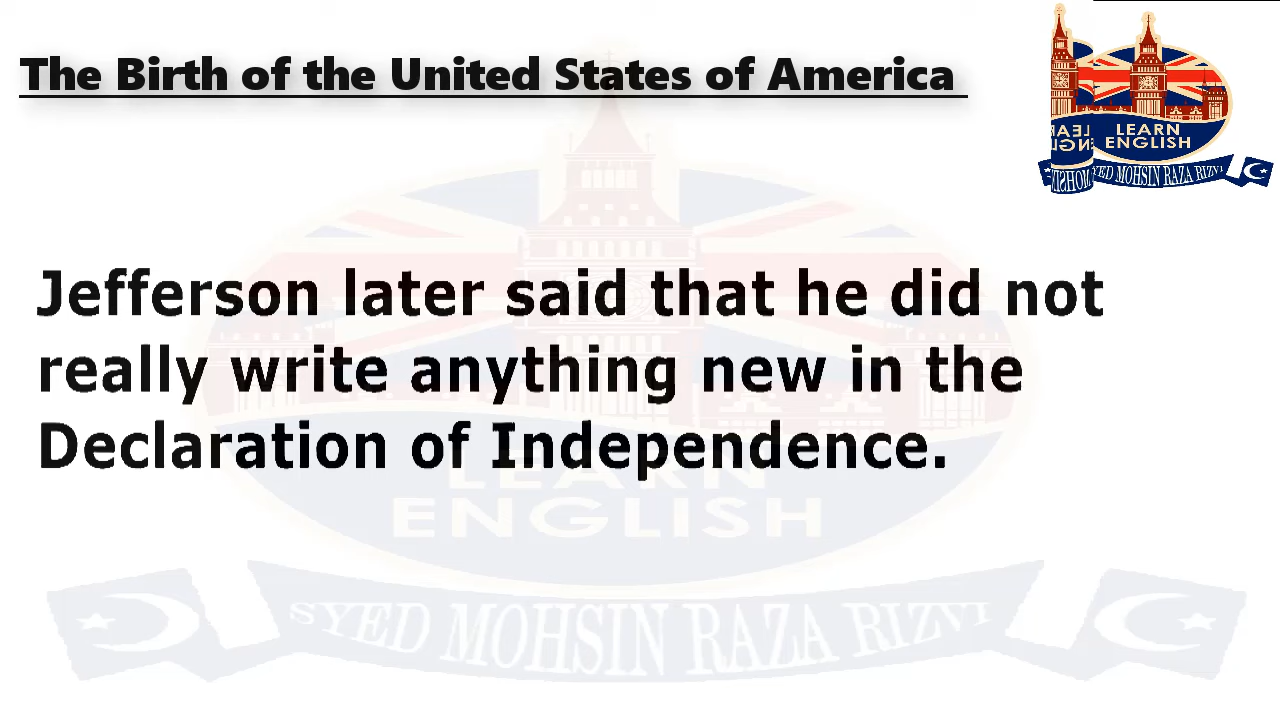 The Birth of the United States of America
LEARN
ENGLISH
SYED MOHSIN RAZA RIZVI
Jefferson later said that he did not
really write anything new in the
Declaration of Independence.
LEARN
ENGLISH
SYED MOHSIN RAZA RIZVI